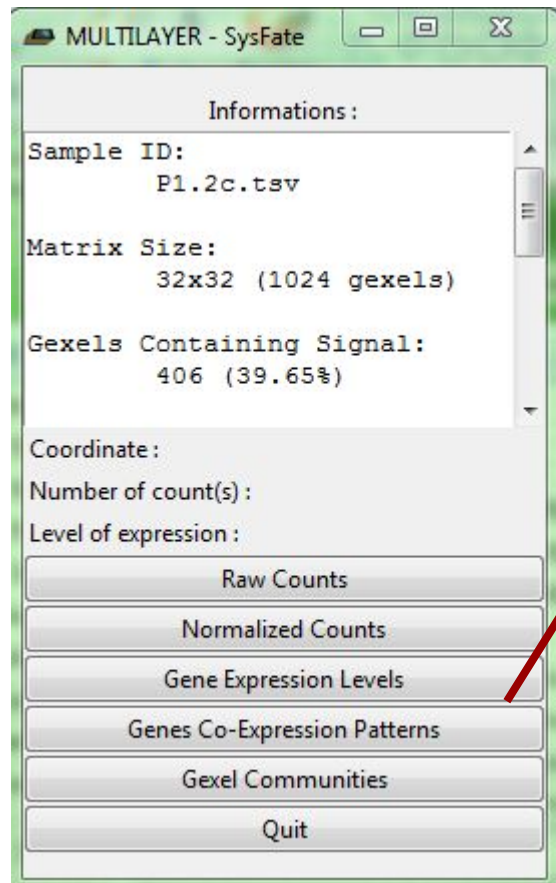 MULTILAYER - SysFate
Informations :
Sample ID:
P1.2c.tsv
Matrix Size:
32x32 (1024 gexels)
Gexels Containing Signal:
406 (39.65%)
Coordinate :
Number of count(s) :
Level of expression :
Raw Counts
Normalized Counts
Gene Expression Levels
Genes Co-Expression Patterns
Gexel Communities
Quit